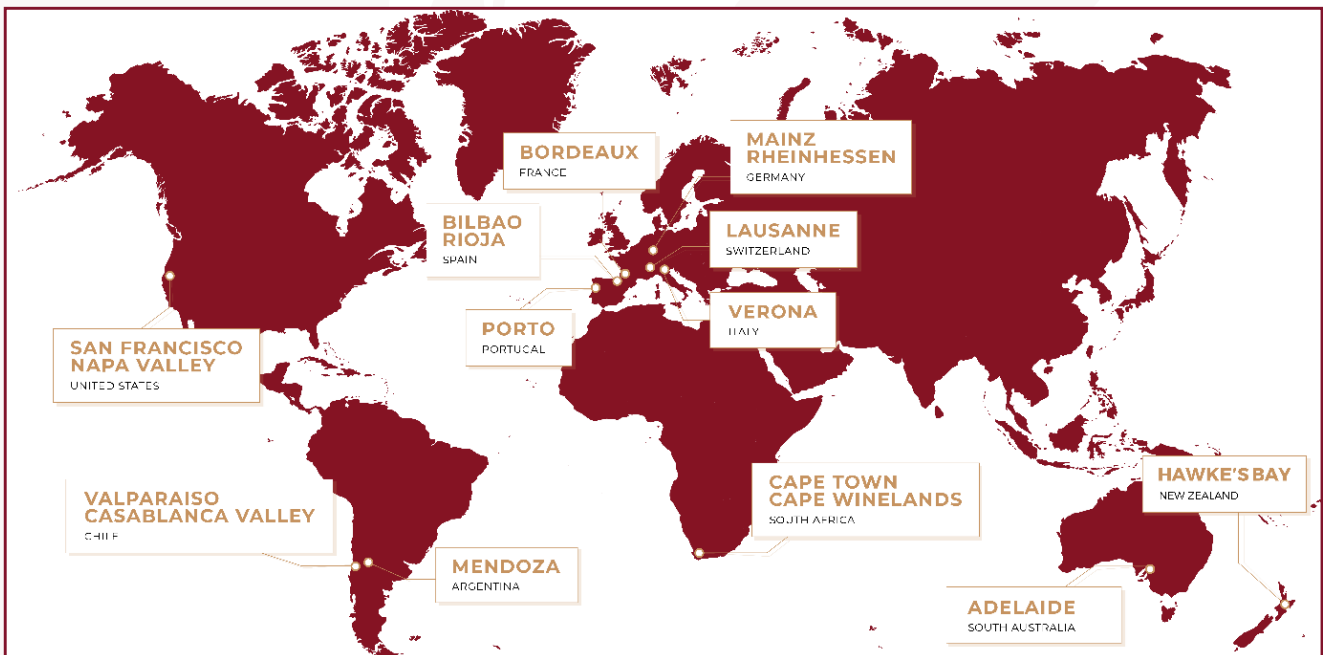 BORDEAUX
FRANCE
MAINZ
RHEINHESSEN
GERMANY
BILBAO
RIOJA
SPAIN
LAUSANNE
SWITZERLAND
PORTO
PORTUCAL
VERONA
ITALY
SAN FRANCISCO
NAPA VALLEY
UNITED STATES
VALPARAISO
CASABLANCA VALLEY
CHILE
MENDOZA
ARGENTINA
CAPE TOWN
CAPE WINELANDS
SOUTH AFRICA
HAWKE'S BAY
NEW ZEALAND
ADELAIDE
SOUTH AUSTRALIA